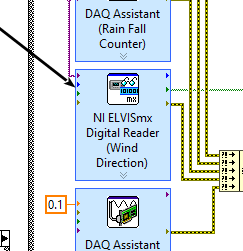 DAQ Assistant
(Rain Fall
Counter)
NI ELVISmx
Digital Reader
(Wind
Direction)
0.1
DAQ Assistant